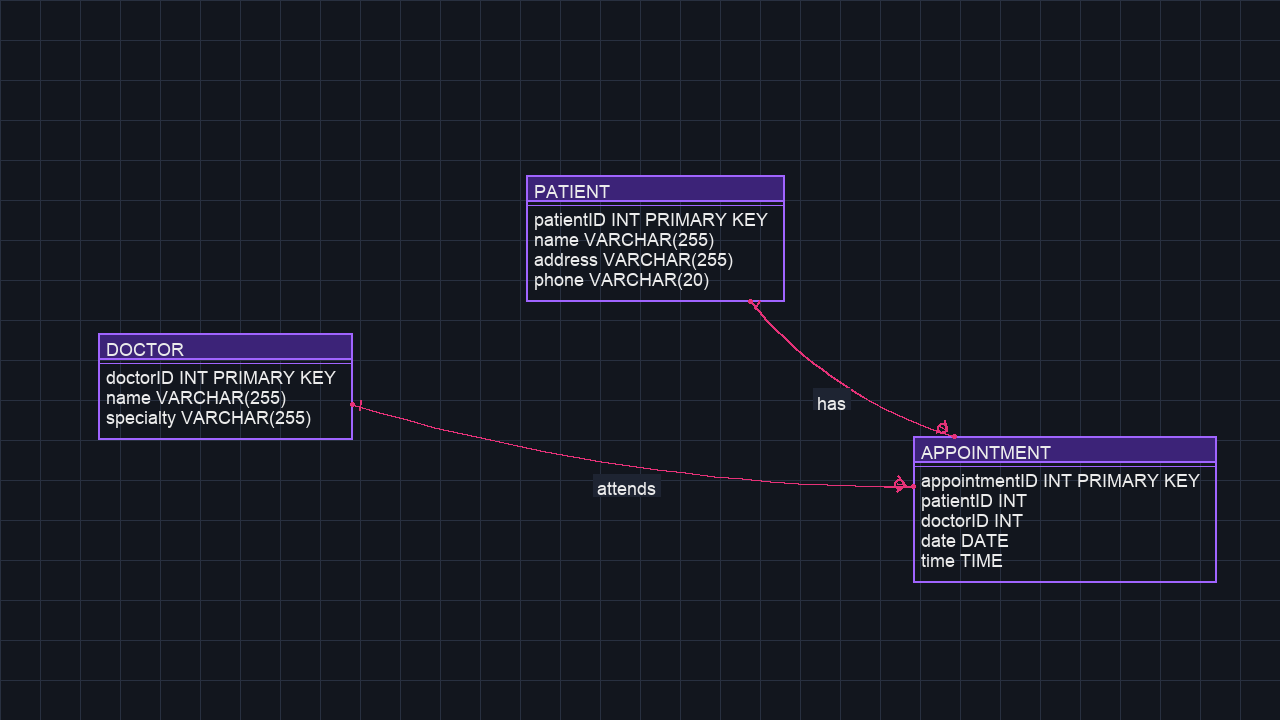 PATIENT
patientID INT PRIMARY KEY
name VARCHAR(255)
address VARCHAR(255)
phone VARCHAR(20)
DOCTOR
doctorID INT PRIMARY KEY
name VARCHAR(255)
specialty VARCHAR(255)
has
attends
APPOINTMENT
appointmentID INT PRIMARY KEY
patientID INT
doctorID INT
date DATE
time TIME